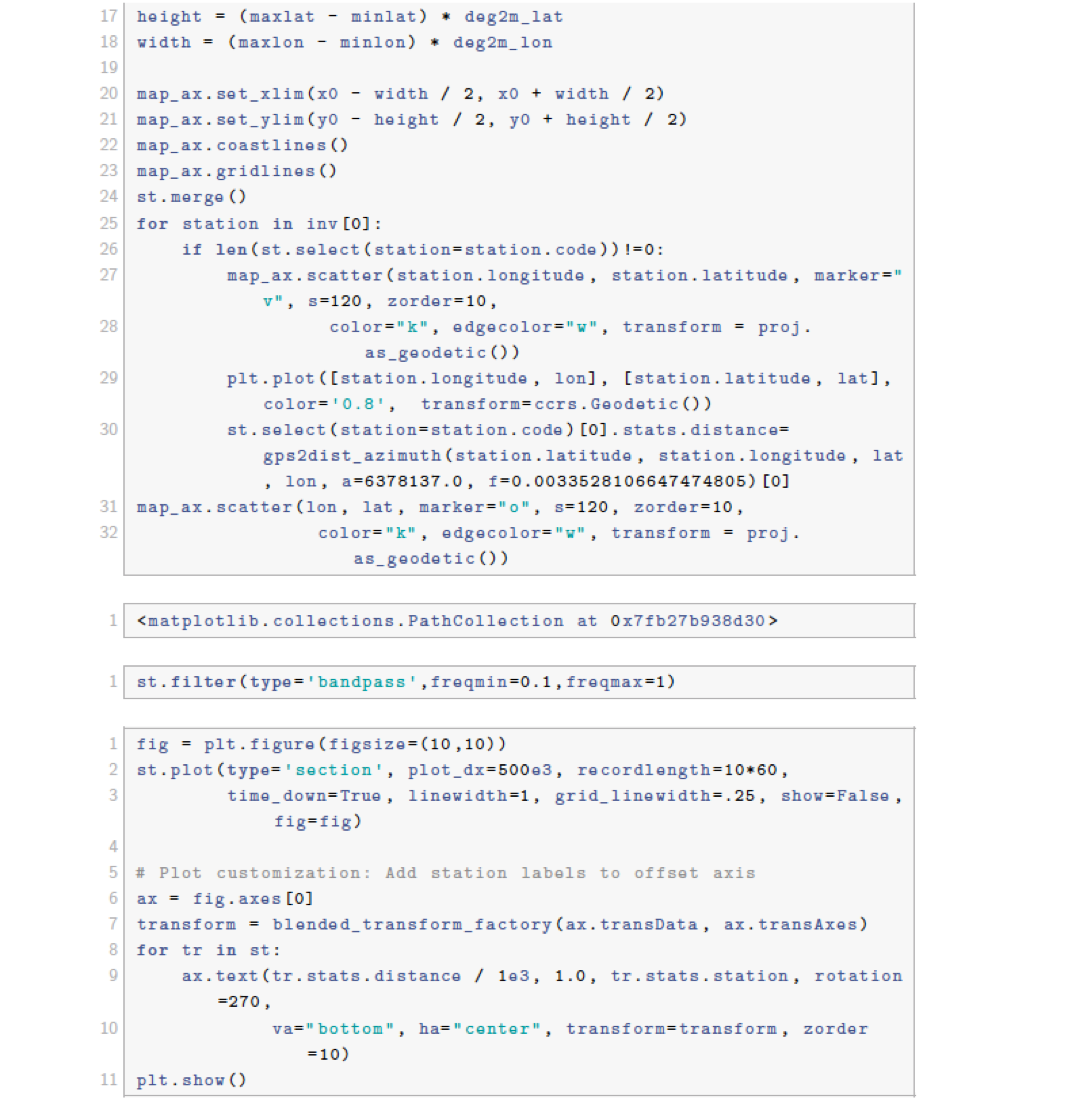 17 height = (maxlat - minlat) * deg2m_lat
18 width = (maxlon - minlon) * deg2m_lon
19
20 map_ax.set_xlim(x0 - width / 2, x0 + width / 2)
21 map_ax.set_ylim(y0 - height / 2, y0 + height / 2)
22 map_ax.coastlines()
23 map_ax.gridlines()
24 st.merge()
25 for station in inv[0]:
26     if len(st.select(station=station.code))!=0:
27         map_ax.scatter(station.longitude, station.latitude, marker="
            v", s=120, zorder=10,
28                  color="k", edgecolor="w", transform = proj.
                     as_geodetic())
29         plt.plot([station.longitude, lon], [station.latitude, lat],
            color='0.8',  transform=ccrs.Geodetic())
30         st.select(station=station.code)[0].stats.distance=
            gps2dist_azimuth(station.latitude, station.longitude, lat
            , lon, a=6378137.0, f=0.0033528106647474805)[0]
31 map_ax.scatter(lon, lat, marker="o", s=120, zorder=10,
32                 color="k", edgecolor="w", transform = proj.
                    as_geodetic())
1 <matplotlib.collections.PathCollection at 0x7fb27b938d30>
1 st.filter(type='bandpass',freqmin=0.1,freqmax=1)
1 fig = plt.figure(figsize=(10,10))
2 st.plot(type='section', plot_dx=500e3, recordlength=10*60,
3         time_down=True, linewidth=1, grid_linewidth=.25, show=False,
             fig=fig)
4
5 # Plot customization: Add station labels to offset axis
6 ax = fig.axes[0]
7 transform = blended_transform_factory(ax.transData, ax.transAxes)
8 for tr in st:
9     ax.text(tr.stats.distance / 1e3, 1.0, tr.stats.station, rotation
        =270,
10             va="bottom", ha="center", transform=transform, zorder
                =10)
11 plt.show()